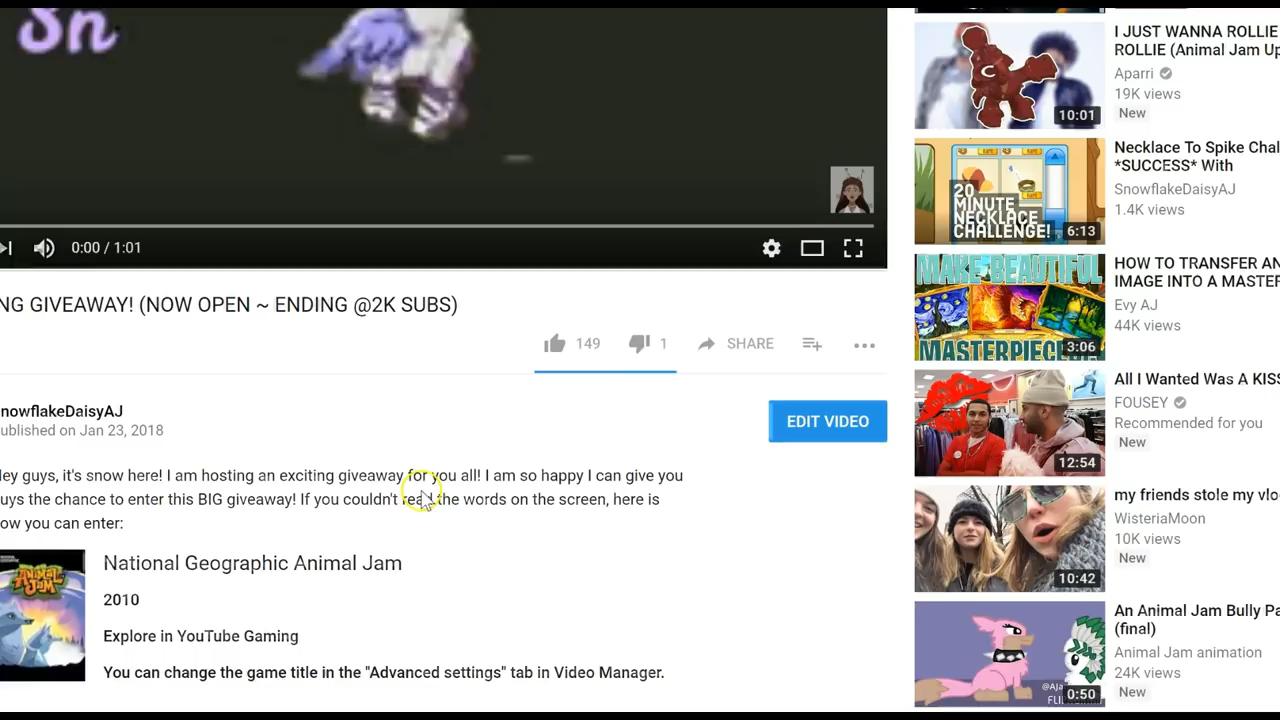 Sn
0:00 / 1:01
NG GIVEAWAY! (NOW OPEN ~ ENDING @2K SUBS)
149
1
SHARE
nowflakeDaisyAJ
ublished on Jan 23, 2018
EDIT VIDEO
ey guys, it's snow here! I am hosting an exciting giveaway for you all! I am so happy I can give you
uys the chance to enter this BIG giveaway! If you couldn't read the words on the screen, here is
ow you can enter:
ANIMAL JAM
National Geographic Animal Jam
2010
Explore in YouTube Gaming
You can change the game title in the "Advanced settings" tab in Video Manager.
10:01
I JUST WANNA ROLLIE
ROLLIE (Animal Jam Up
Aparri
19K views
New
20
MINUTE
NECKLACE
CHALLENGE!
6:13
Necklace To Spike Chal
*SUCCESS* With
SnowflakeDaisyAJ
1.4K views
MAKE BEAUTIFUL
MASTERPIECE
3:06
HOW TO TRANSFER AN
IMAGE INTO A MASTER
Evy AJ
44K views
12:54
All I Wanted Was A KISS
FOUSEY
Recommended for you
New
10:42
my friends stole my vlo
WisteriaMoon
10K views
New
0:50
An Animal Jam Bully Pa
(final)
Animal Jam animation
24K views
New